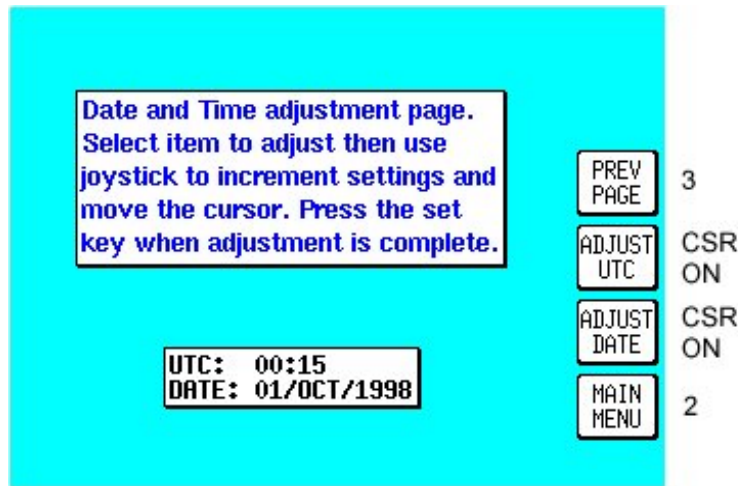 Date and Time adjustment page.
Select item to adjust then use
joystick to increment settings and
move the cursor. Press the set
key when adjustment is complete.
PREV
PAGE
3
ADJUST
UTC
CSR
ON
ADJUST
DATE
CSR
ON
UTC: 00:15
DATE: 01/OCT/1998
MAIN
MENU
2